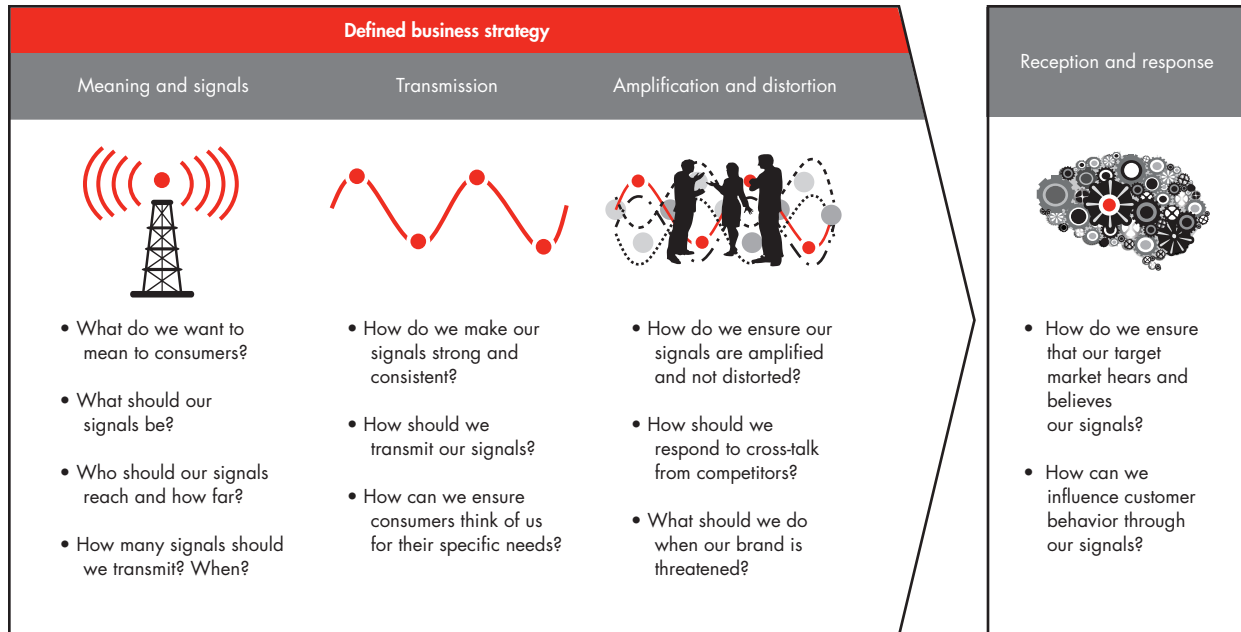 Defined business strategy
Meaning and signals
Transmission
Amplification and distortion
Reception and response
• What do we want to
mean to consumers?
• What should our
signals be?
• Who should our signals
reach and how far?
• How many signals should
we transmit? When?
• How do we make our
signals strong and
consistent?
• How should we
transmit our signals?
• How can we ensure
consumers think of us
for their specific needs?
• How do we ensure our
signals are amplified
and not distorted?
• How should we
respond to cross-talk
from competitors?
• What should we do
when our brand is
threatened?
• How do we ensure
that our target
market hears and
believes
our signals?
• How can we
influence customer
behavior through
our signals?